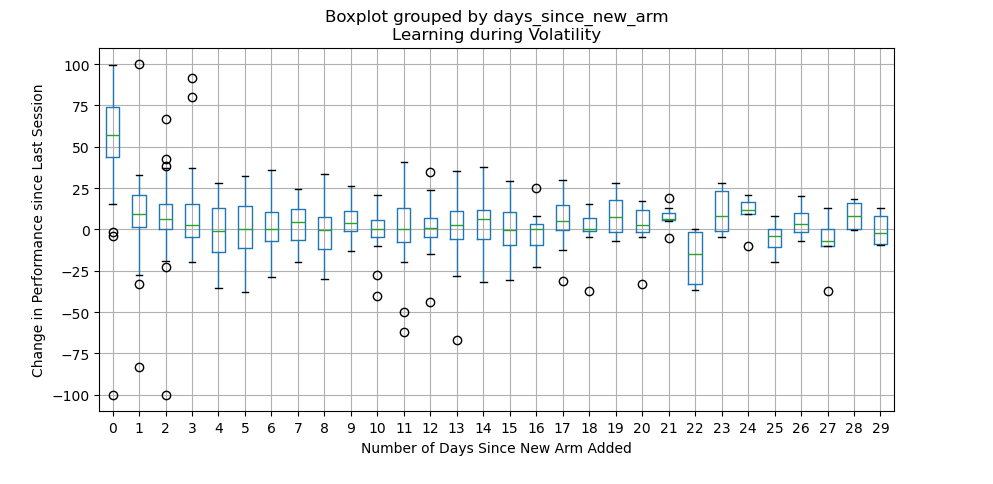 Boxplot grouped by days_since_new_arm
Learning during Volatility
Change in Performance since Last Session
100
75
50
25
0
−25
−50
−75
−100
0 1 2 3 4 5 6 7 8 9 10 11 12 13 14 15 16 17 18 19 20 21 22 23 24 25 26 27 28 29
Number of Days Since New Arm Added